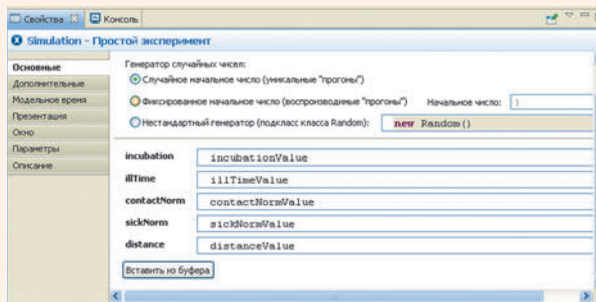 Свойства Консоль
Simulation - Простой эксперимент
Основные
Дополнительные
Модельное время
Презентация
Окно
Параметры
Описание
Генератор случайных чисел:
Случайное начальное число (уникальные "прогоны")
Фиксированное начальное число (воспроизводимые "прогоны") Начальное число: 1
Нестандартный генератор (подкласс класса Random): new Random()
incubation incubationValue
illTime illTimeValue
contactNorm contactNormValue
sickNorm sickNormValue
distance distanceValue
Вставить из буфера